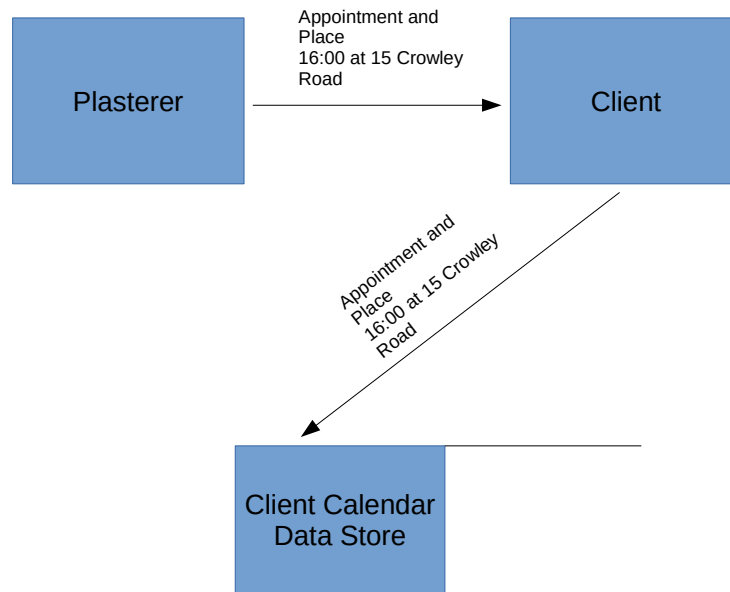 Appointment and
Place
16:00 at 15 Crowley
Road
Plasterer
Client
Appointment and
Place
16:00 at 15 Crowley
Road
Client Calendar
Data Store